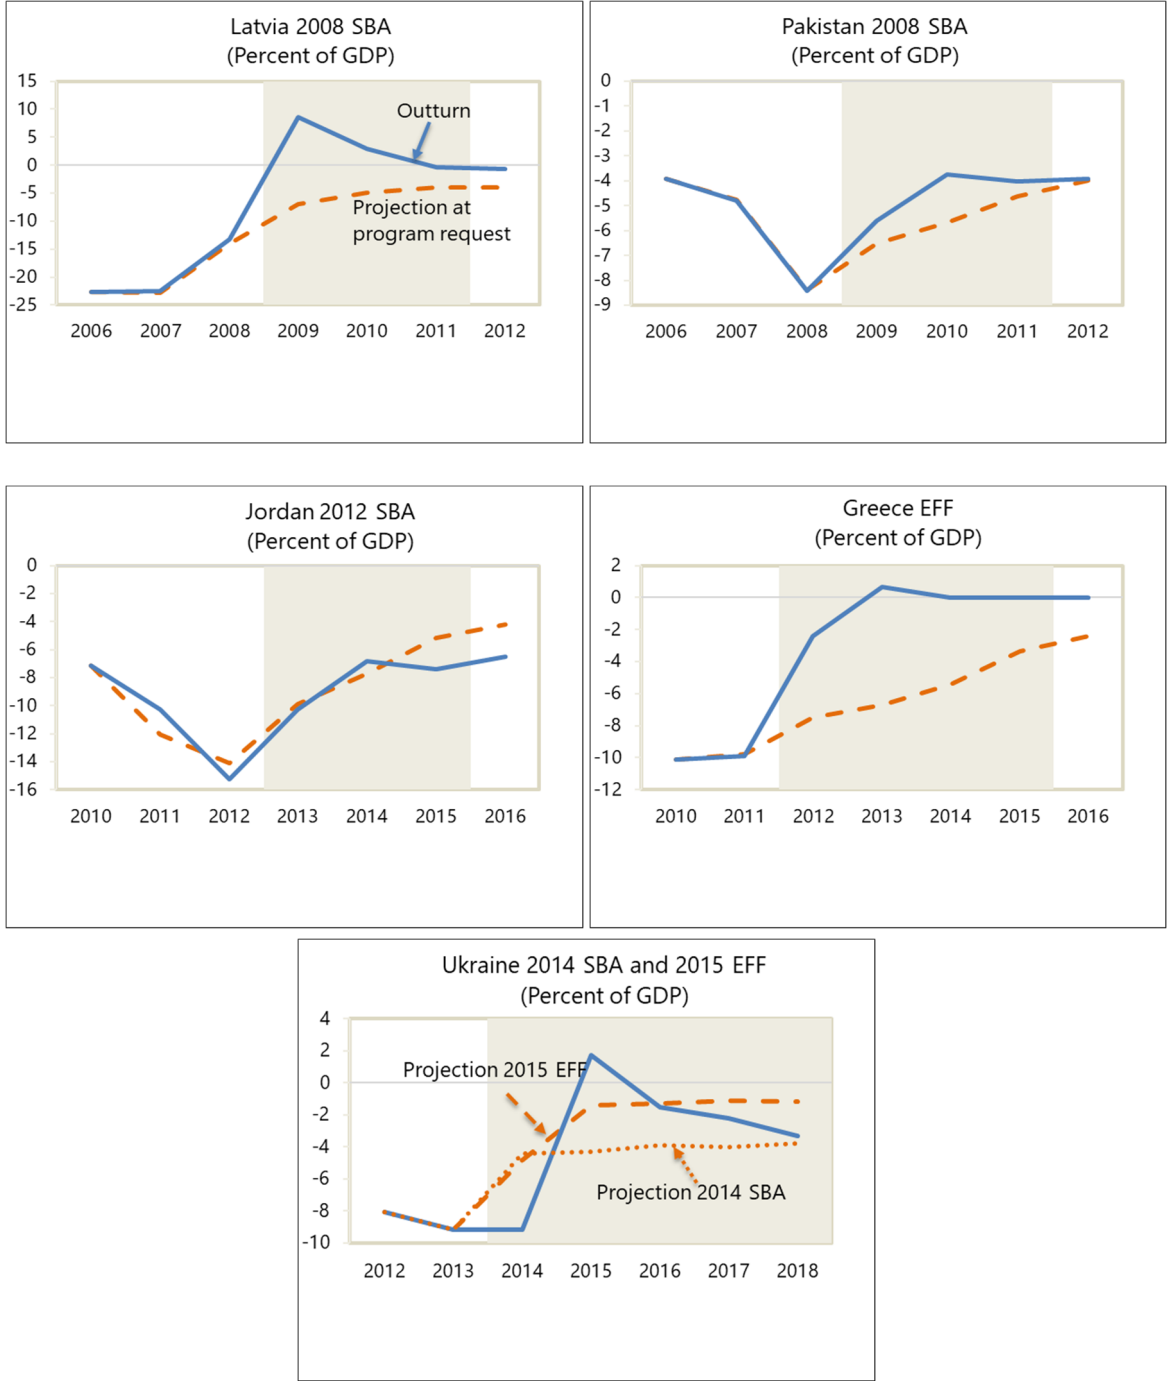 Latvia 2008 SBA
(Percent of GDP)
15
10
5
0
-5
-10
-15
-20
-25
Outturn
Projection at
program request
2006 2007 2008 2009 2010 2011 2012
Pakistan 2008 SBA
(Percent of GDP)
0
-1
-2
-3
-4
-5
-6
-7
-8
-9
2006 2007 2008 2009 2010 2011 2012
Jordan 2012 SBA
(Percent of GDP)
0
-2
-4
-6
-8
-10
-12
-14
-16
2010 2011 2012 2013 2014 2015 2016
Greece EFF
(Percent of GDP)
2
0
-2
-4
-6
-8
-10
-12
2010 2011 2012 2013 2014 2015 2016
Ukraine 2014 SBA and 2015 EFF
(Percent of GDP)
4
2
0
-2
-4
-6
-8
-10
Projection 2015 EFF
Projection 2014 SBA
2012 2013 2014 2015 2016 2017 2018